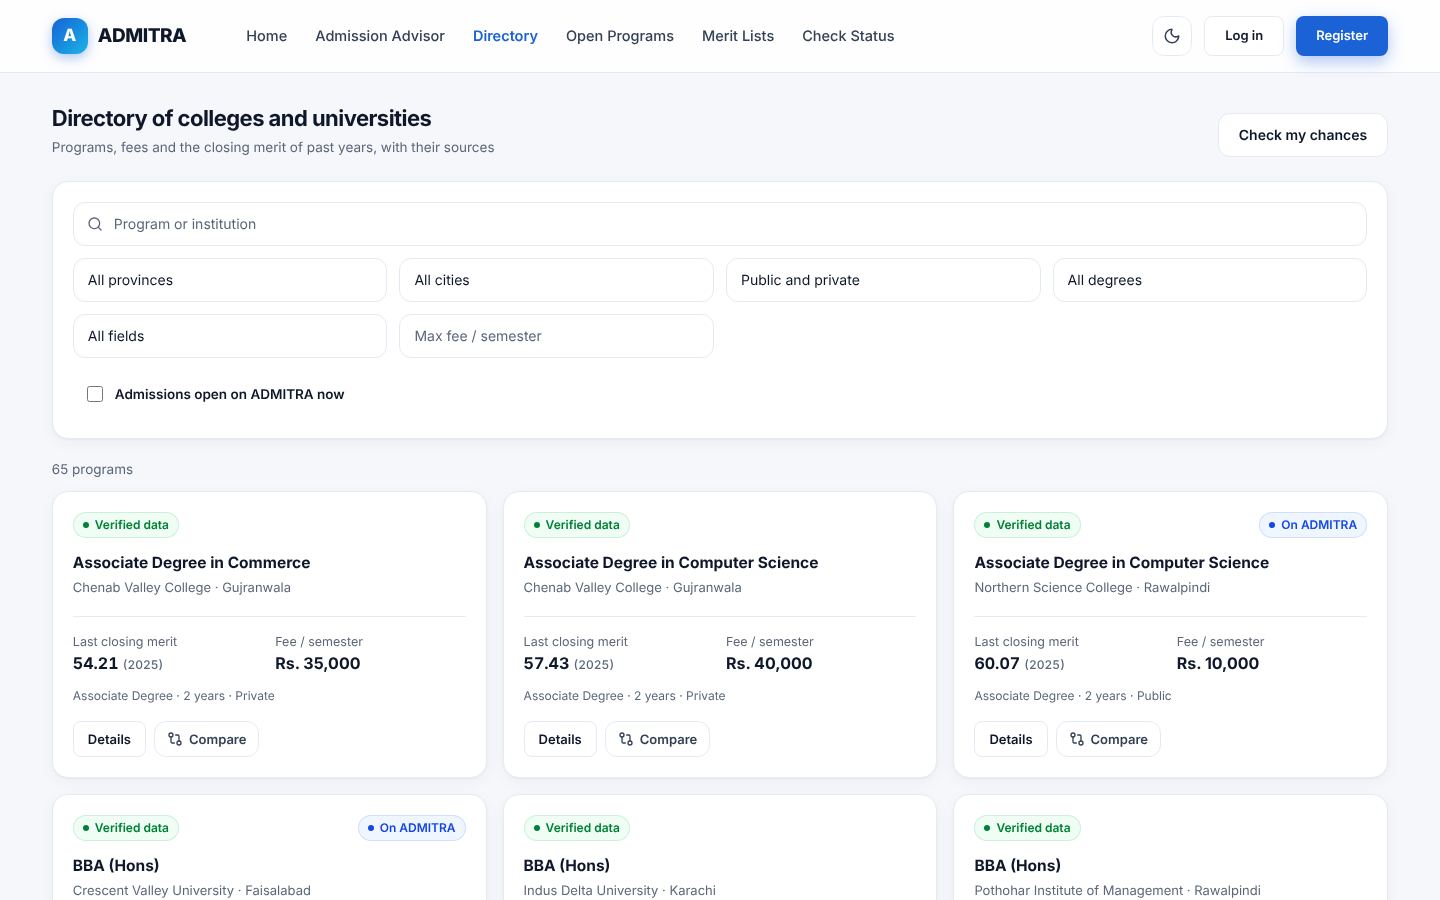 A ADMITRA Home Admission Advisor Directory Open Programs Merit Lists Check Status Log in Register
Directory of colleges and universities
Programs, fees and the closing merit of past years, with their sources
Check my chances
Program or institution
All provinces All cities Public and private All degrees
All fields Max fee / semester
Admissions open on ADMITRA now
65 programs
Verified data
Associate Degree in Commerce
Chenab Valley College · Gujranwala
Last closing merit Fee / semester
54.21 (2025) Rs. 35,000
Associate Degree · 2 years · Private
Details Compare
Verified data
Associate Degree in Computer Science
Chenab Valley College · Gujranwala
Last closing merit Fee / semester
57.43 (2025) Rs. 40,000
Associate Degree · 2 years · Private
Details Compare
Verified data On ADMITRA
Associate Degree in Computer Science
Northern Science College · Rawalpindi
Last closing merit Fee / semester
60.07 (2025) Rs. 10,000
Associate Degree · 2 years · Public
Details Compare
Verified data On ADMITRA
BBA (Hons)
Crescent Valley University · Faisalabad
Verified data
BBA (Hons)
Indus Delta University · Karachi
Verified data
BBA (Hons)
Pothohar Institute of Management · Rawalpindi